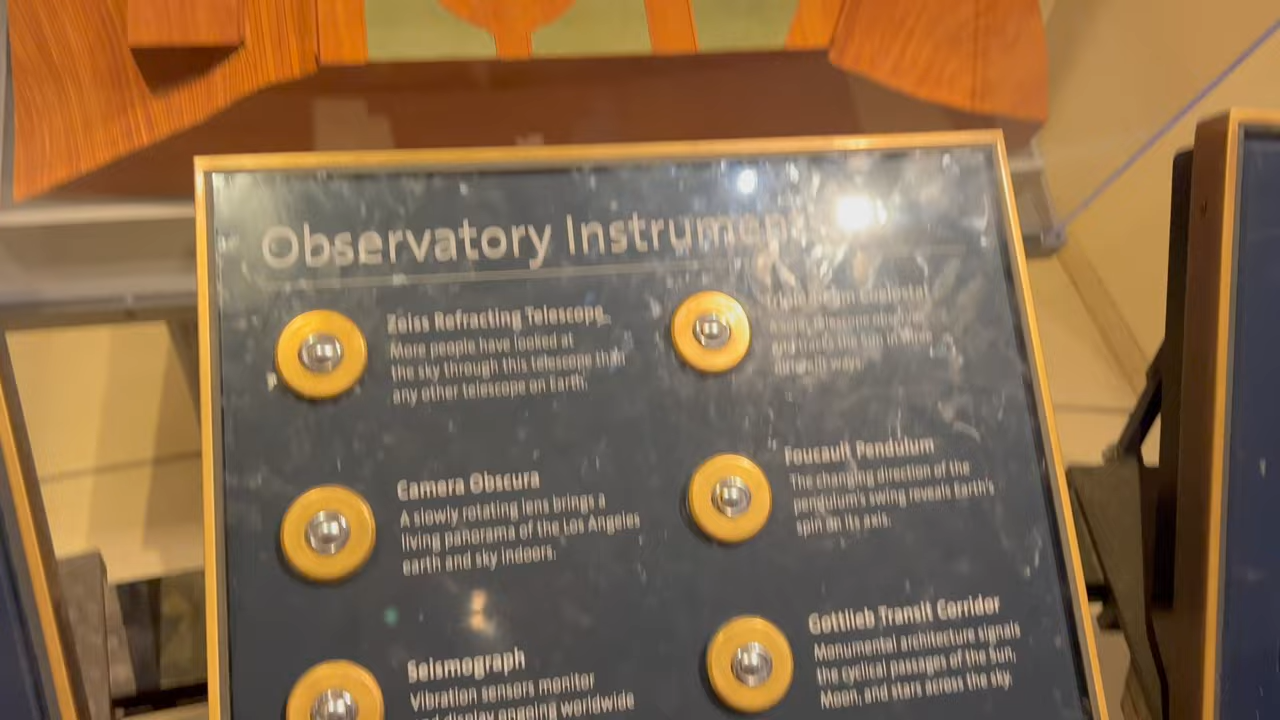 Observatory Instruments
Zeiss Refracting Telescope
More people have looked at
the sky through this telescope than
any other telescope on Earth.
Camera Obscura
A slowly rotating lens brings a
living panorama of the Los Angeles
earth and sky indoors.
Seismograph
Vibration sensors monitor
and display ongoing worldwide
Foucault Pendulum
The changing direction of the
pendulum's swing reveals Earth's
spin on its axis.
Gottlieb Transit Corridor
Monumental architecture signals
the cyclical passages of the Sun,
Moon, and stars across the sky.